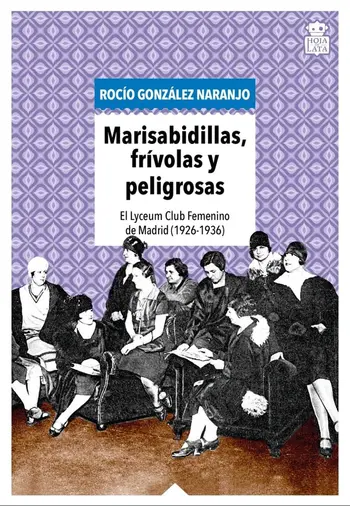 HOJA
DE
LATA
ROCÍO GONZÁLEZ NARANJO
Marisabidillas,
frívolas y
peligrosas
El Lyceum Club Femenino
de Madrid (1926-1936)